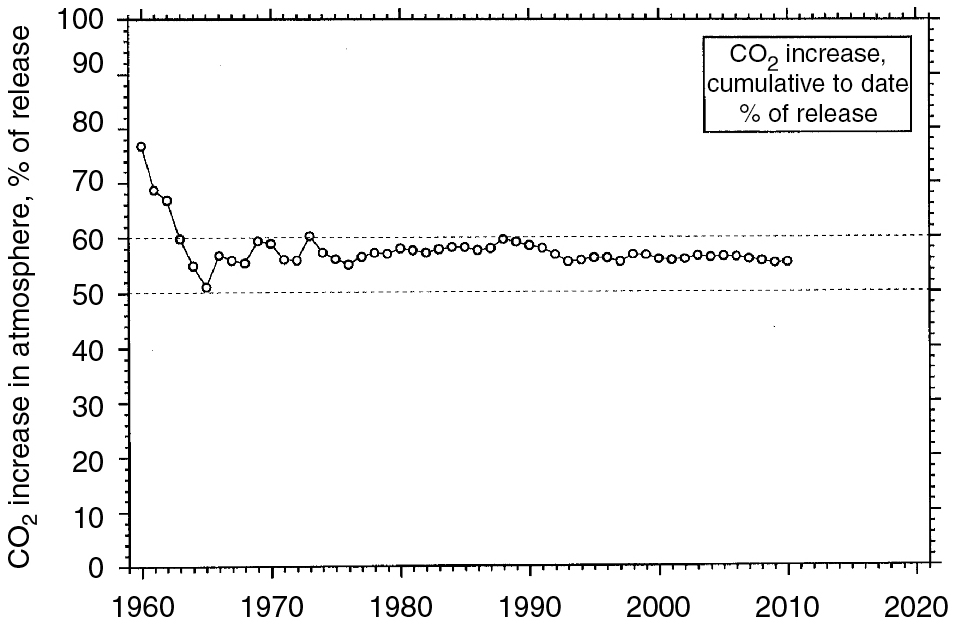 CO₂ increase in atmosphere, % of release
100
90
80
70
60
50
40
30
20
10
0
CO₂ increase,
cumulative to date
% of release
1960 1970 1980 1990 2000 2010 2020